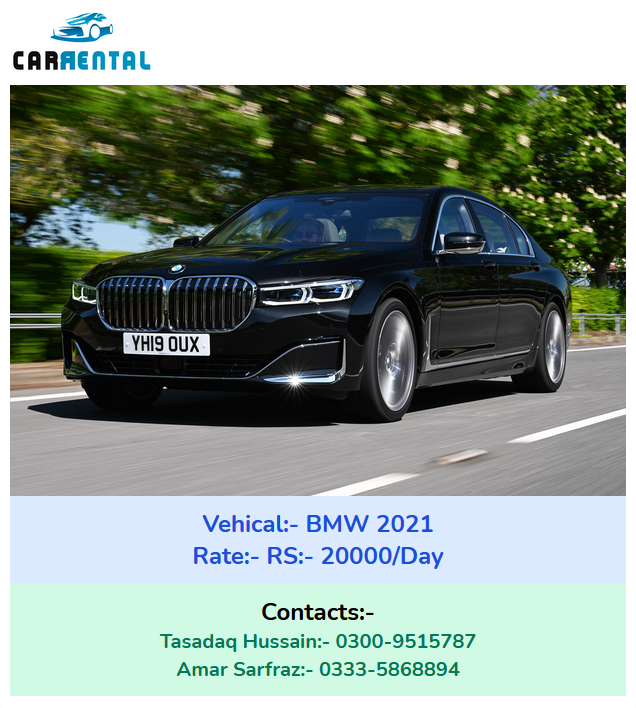 CARRENTAL
YH19 OUX
Vehical:- BMW 2021
Rate:- RS:- 20000/Day
Contacts:-
Tasadaq Hussain:- 0300-9515787
Amar Sarfraz:- 0333-5868894